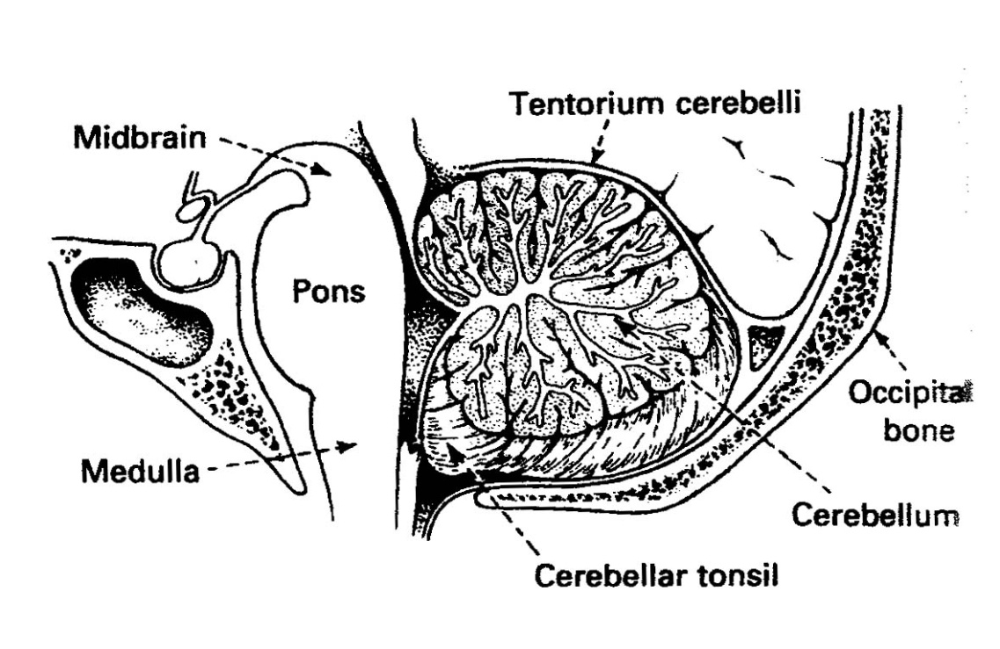 Tentorium cerebelli
Midbrain
Pons
Occipital
bone
Medulla
Cerebellum
Cerebellar tonsil